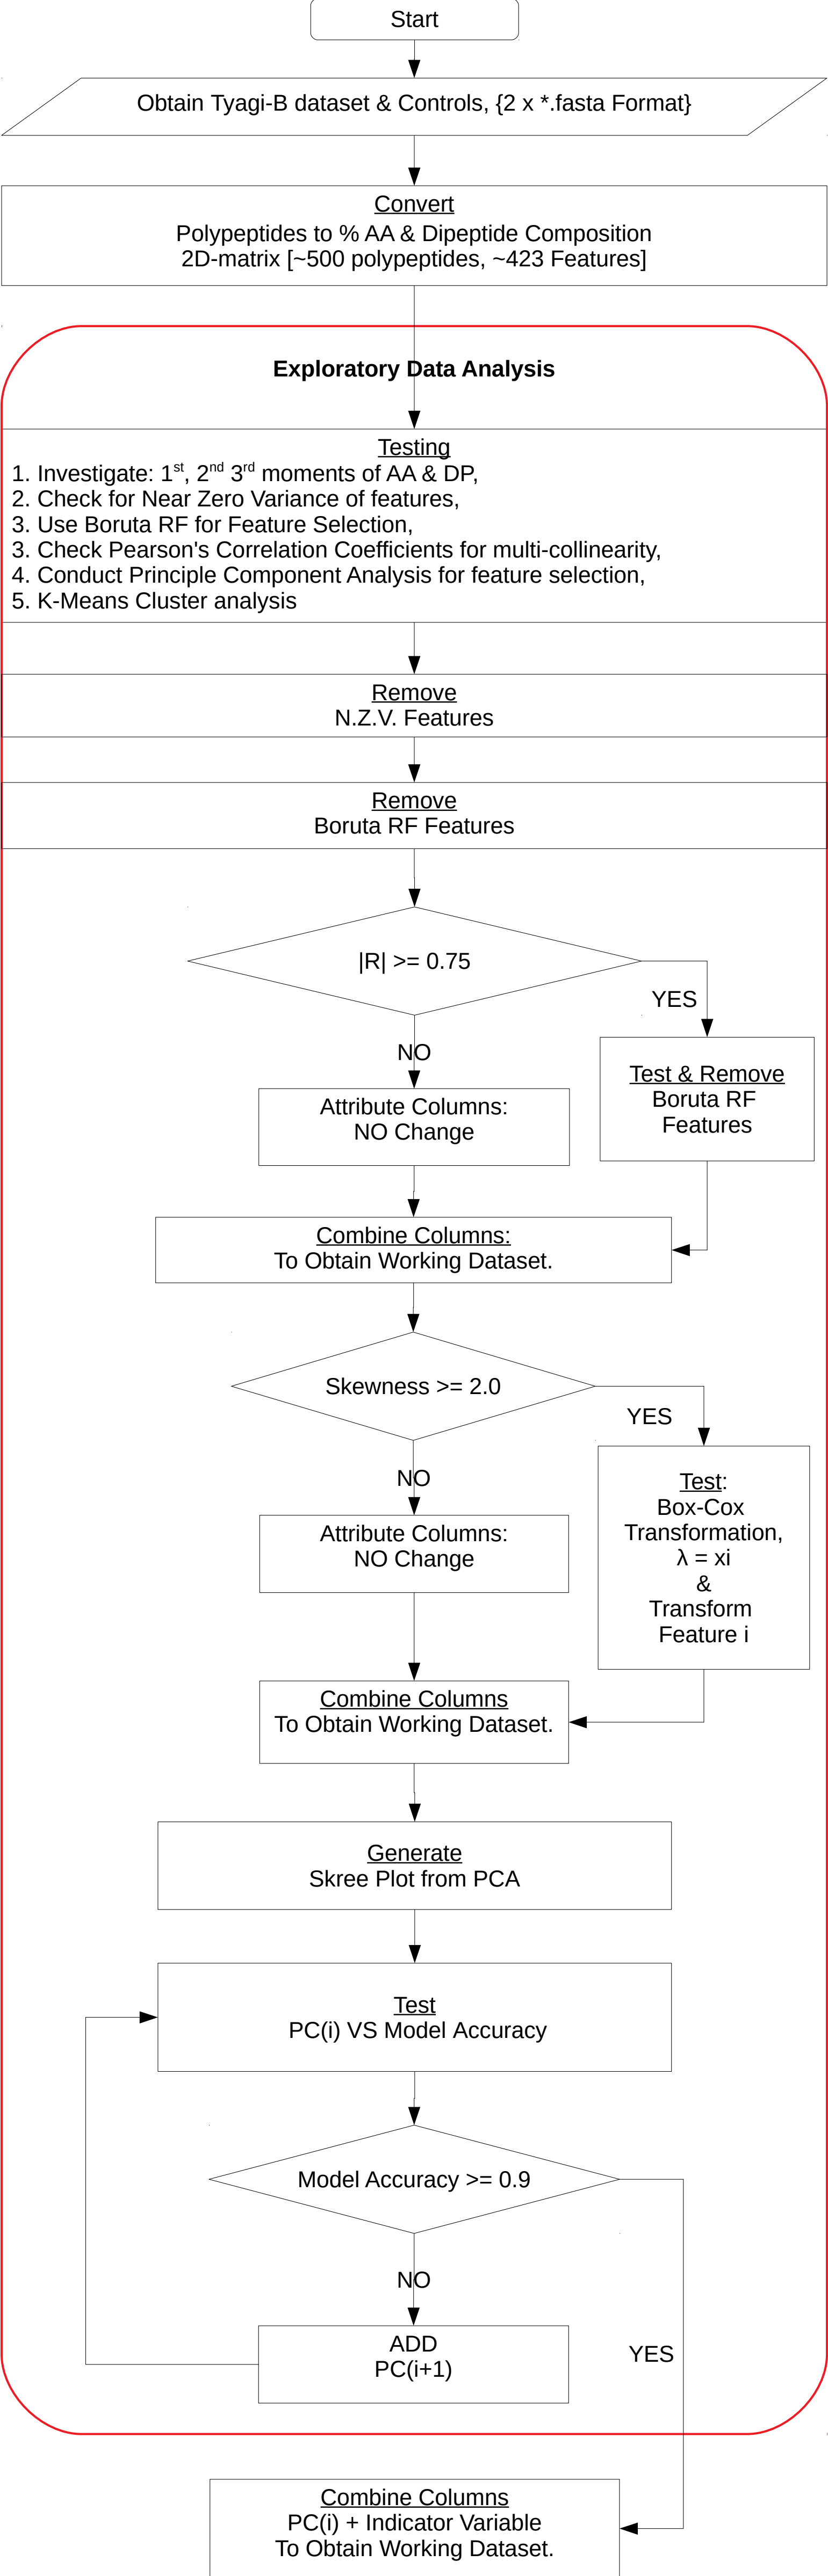 Start
Obtain Tyagi-B dataset & Controls, {2 x *.fasta Format}
Convert
Polypeptides to % AA & Dipeptide Composition
2D-matrix [~500 polypeptides, ~423 Features]
Exploratory Data Analysis
Testing
1. Investigate: 1st, 2nd 3rd moments of AA & DP,
2. Check for Near Zero Variance of features,
3. Use Boruta RF for Feature Selection,
3. Check Pearson's Correlation Coefficients for multi-collinearity,
4. Conduct Principle Component Analysis for feature selection,
5. K-Means Cluster analysis
Remove
N.Z.V. Features
Remove
Boruta RF Features
|R| >= 0.75
YES
NO
Test & Remove
Boruta RF
Features
Attribute Columns:
NO Change
Combine Columns:
To Obtain Working Dataset.
Skewness >= 2.0
YES
NO
Test:
Box-Cox
Transformation,
λ = xi
&
Transform
Feature i
Attribute Columns:
NO Change
Combine Columns
To Obtain Working Dataset.
Generate
Skree Plot from PCA
Test
PC(i) VS Model Accuracy
Model Accuracy >= 0.9
NO
YES
ADD
PC(i+1)
Combine Columns
PC(i) + Indicator Variable
To Obtain Working Dataset.